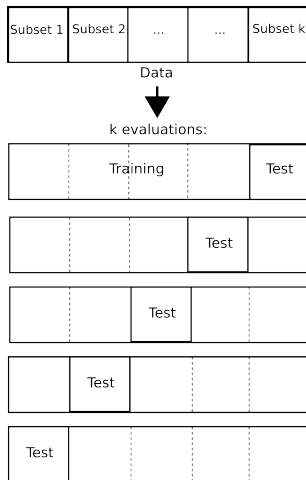 Subset 1 Subset 2 ... ... Subset k
Data
k evaluations:
Training Test
Test
Test
Test
Test